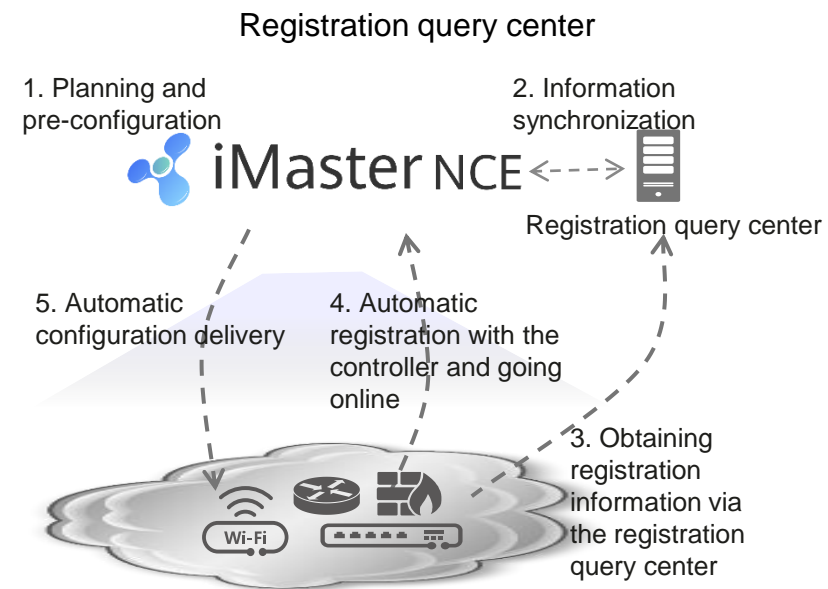 Registration query center
1. Planning and
pre-configuration
2. Information
synchronization
iMaster NCE
Registration query center
5. Automatic
configuration delivery
4. Automatic
registration with the
controller and going
online
3. Obtaining
registration
information via
the registration
query center
Wi-Fi